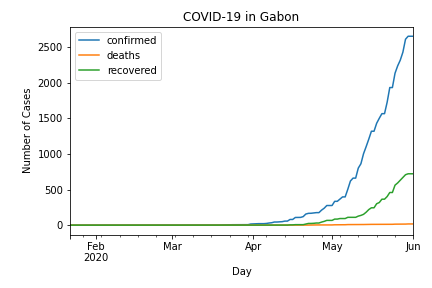 COVID-19 in Gabon
confirmed
deaths
recovered
2500
2000
1500
1000
500
0
Number of Cases
Feb
2020
Mar
Apr
May
Jun
Day